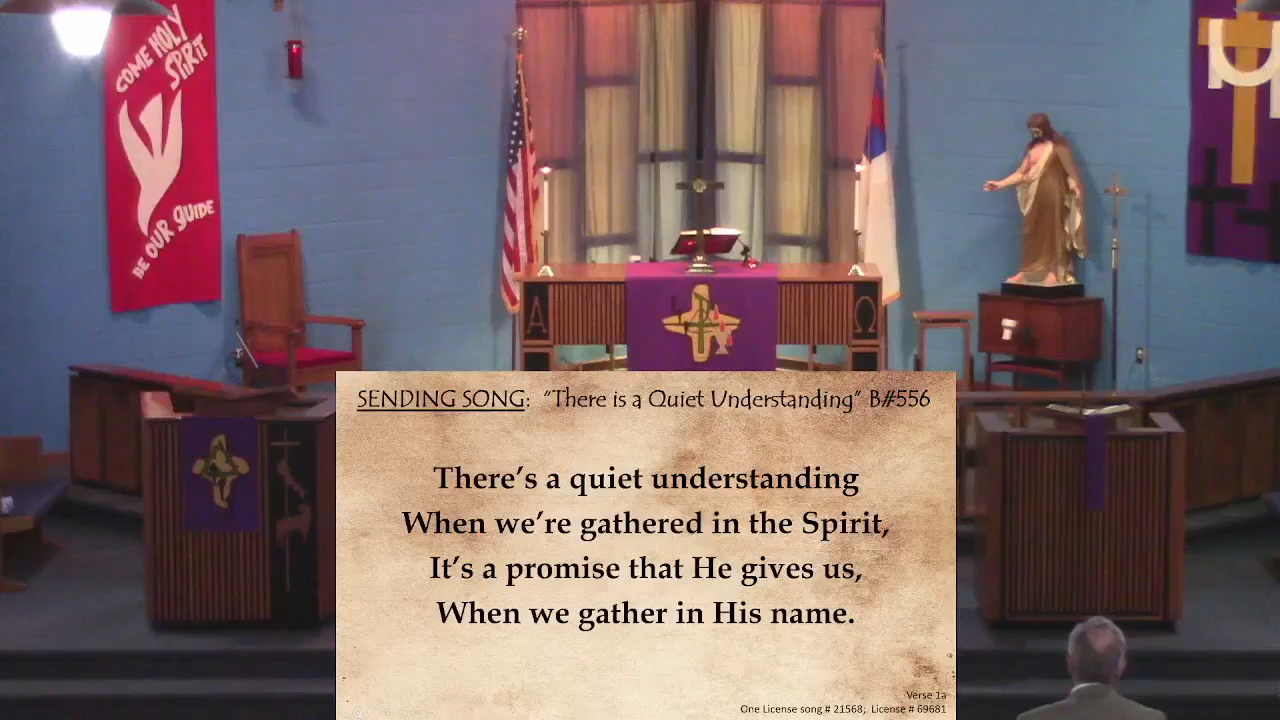 COME HOLY
SPIRIT
BE OUR GUIDE
Α
Ω
SENDING SONG: “There is a Quiet Understanding” B#556
There’s a quiet understanding
When we’re gathered in the Spirit,
It’s a promise that He gives us,
When we gather in His name.
Verse 1a
One License song # 21568; License # 69681